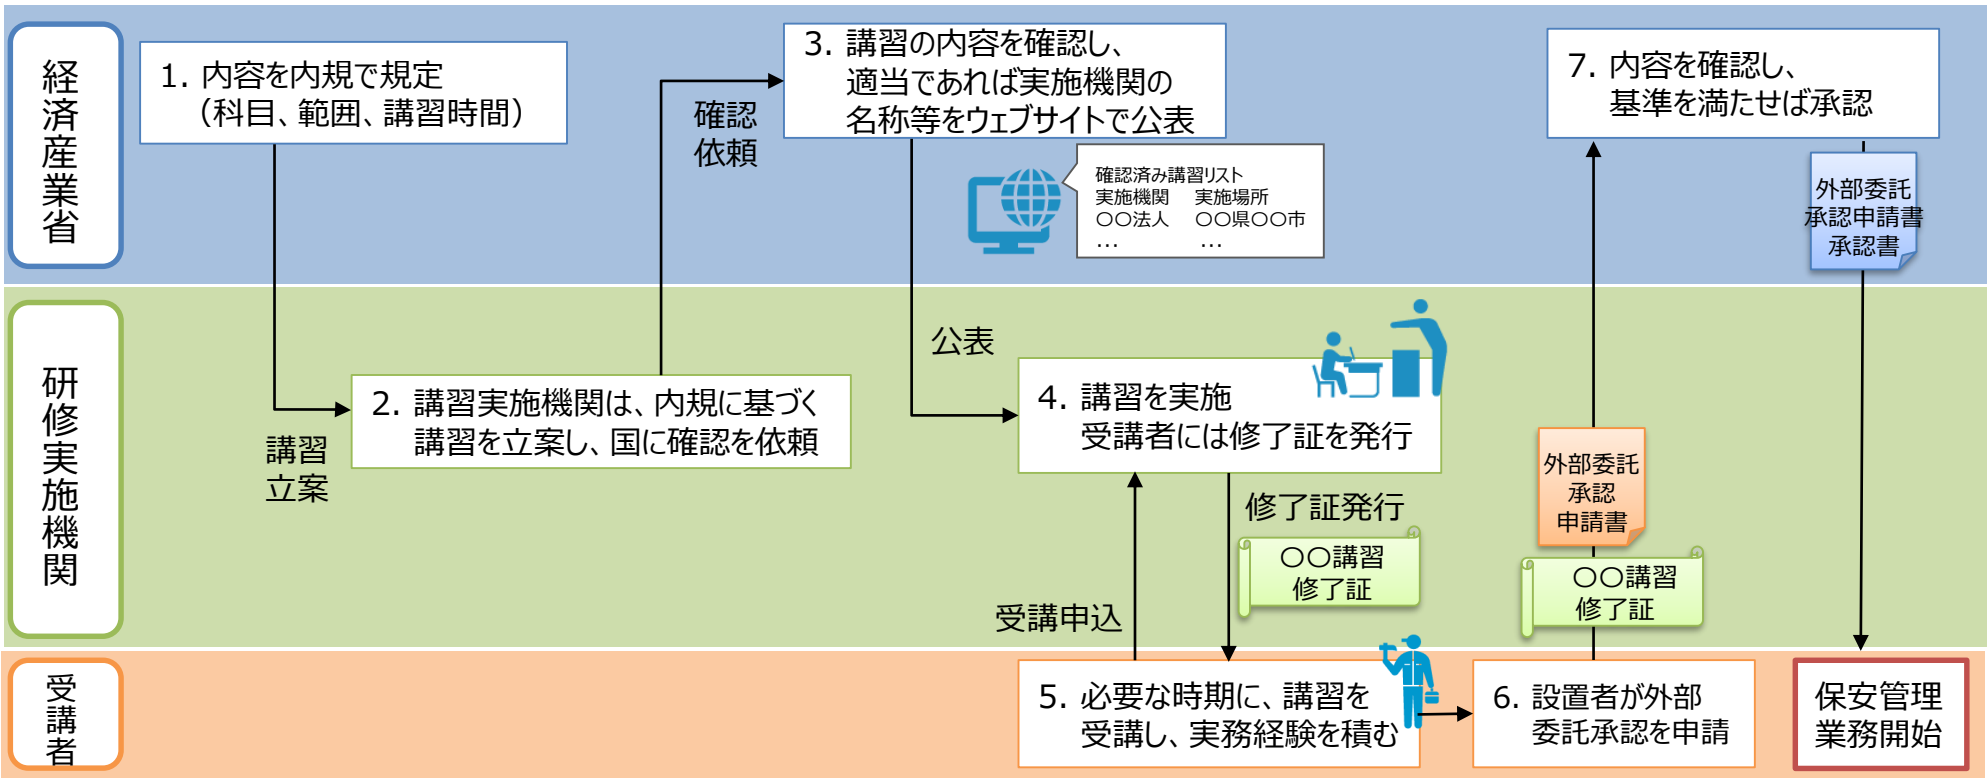 経済産業省
1. 内容を内規で規定
（科目、範囲、講習時間）
確認
依頼
3. 講習の内容を確認し、
適当であれば実施機関の
名称等をウェブサイトで公表
確認済み講習リスト
実施機関 実施場所
〇〇法人 〇〇県〇〇市
… …
7. 内容を確認し、
基準を満たせば承認
外部委託
承認申請書
承認書
研修実施機関
講習
立案
2. 講習実施機関は、内規に基づく
講習を立案し、国に確認を依頼
公表
4. 講習を実施
受講者には修了証を発行
修了証発行
〇〇講習
修了証
受講申込
外部委託
承認
申請書
〇〇講習
修了証
受講者
5. 必要な時期に、講習を
受講し、実務経験を積む
6. 設置者が外部
委託承認を申請
保安管理
業務開始